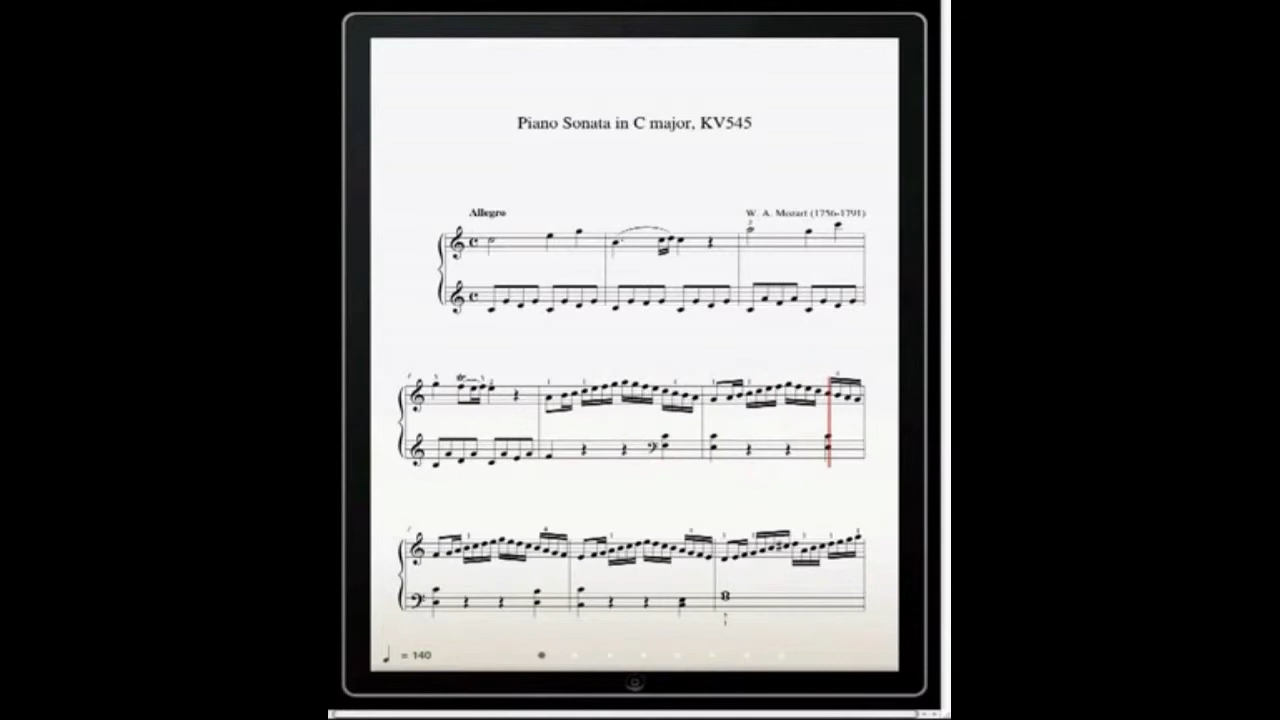 Piano Sonata in C major, KV545
Allegro
W. A. Mozart (1756-1791)
= 140